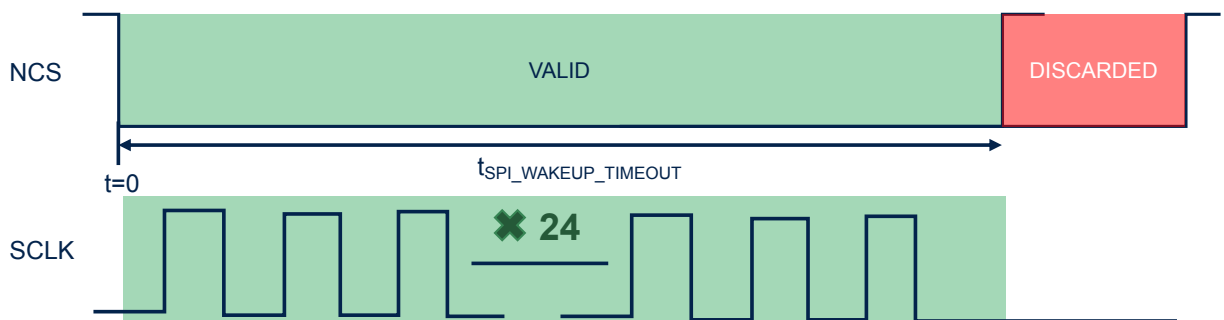 NCS
VALID
DISCARDED
t=0
tSPI_WAKEUP_TIMEOUT
SCLK
✖ 24